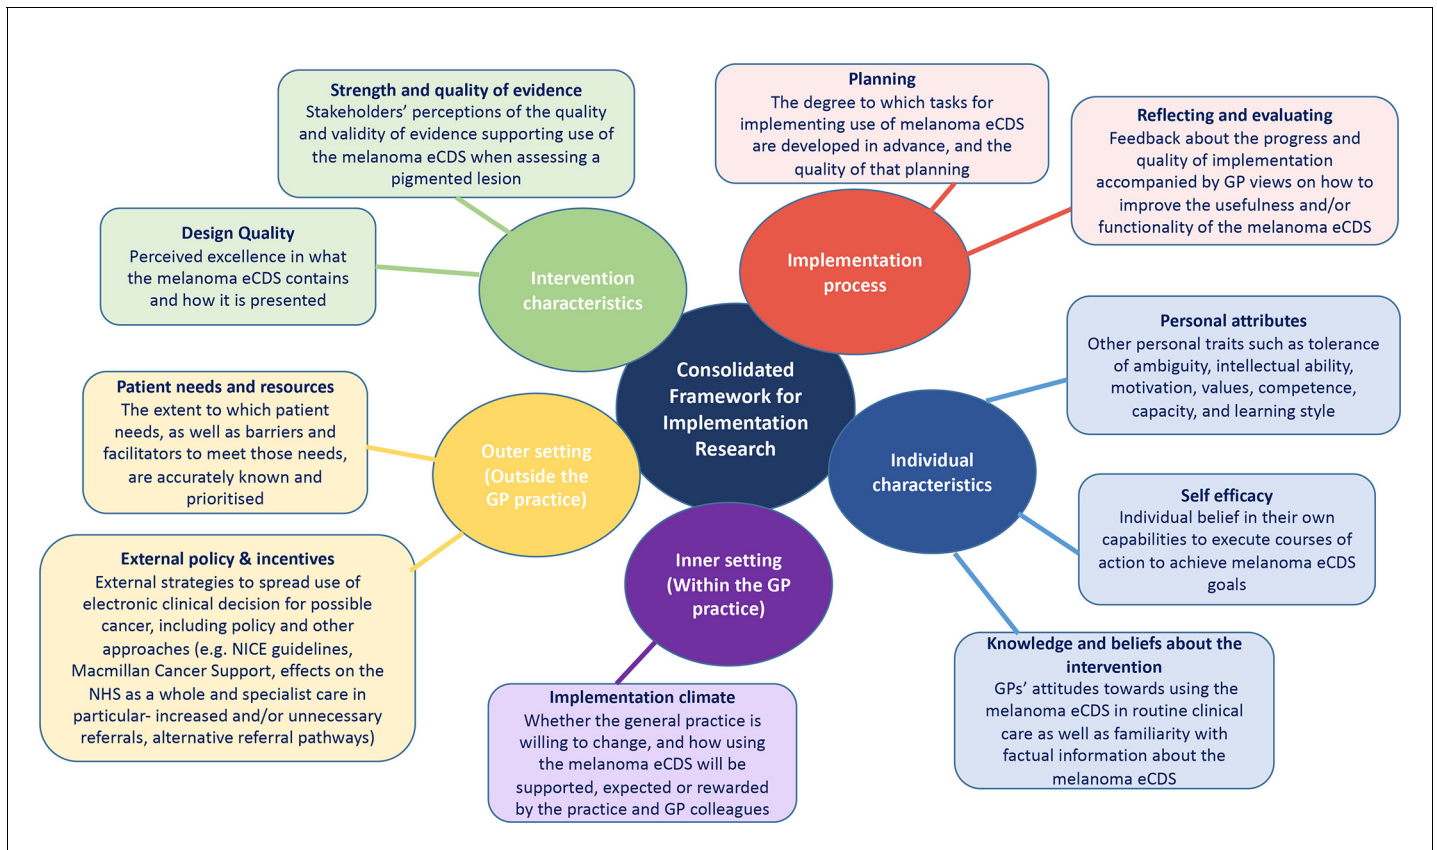 Strength and quality of evidence
Stakeholders’ perceptions of the quality
and validity of evidence supporting use of
the melanoma eCDS when assessing a
pigmented lesion
Planning
The degree to which tasks for
implementing use of melanoma eCDS
are developed in advance, and the
quality of that planning
Reflecting and evaluating
Feedback about the progress and
quality of implementation
accompanied by GP views on how to
improve the usefulness and/or
functionality of the melanoma eCDS
Design Quality
Perceived excellence in what
the melanoma eCDS contains
and how it is presented
Intervention
characteristics
Implementation
process
Consolidated
Framework for
Implementation
Research
Personal attributes
Other personal traits such as tolerance
of ambiguity, intellectual ability,
motivation, values, competence,
capacity, and learning style
Patient needs and resources
The extent to which patient
needs, as well as barriers and
facilitators to meet those needs,
are accurately known and
prioritised
Outer setting
(Outside the
GP practice)
Individual
characteristics
Self efficacy
Individual belief in their own
capabilities to execute courses of
action to achieve melanoma eCDS
goals
External policy & incentives
External strategies to spread use of
electronic clinical decision for possible
cancer, including policy and other
approaches (e.g. NICE guidelines,
Macmillan Cancer Support, effects on the
NHS as a whole and specialist care in
particular- increased and/or unnecessary
referrals, alternative referral pathways)
Inner setting
(Within the GP
practice)
Knowledge and beliefs about the
intervention
GPs’ attitudes towards using the
melanoma eCDS in routine clinical
care as well as familiarity with
factual information about the
melanoma eCDS
Implementation climate
Whether the general practice is
willing to change, and how using
the melanoma eCDS will be
supported, expected or rewarded
by the practice and GP colleagues